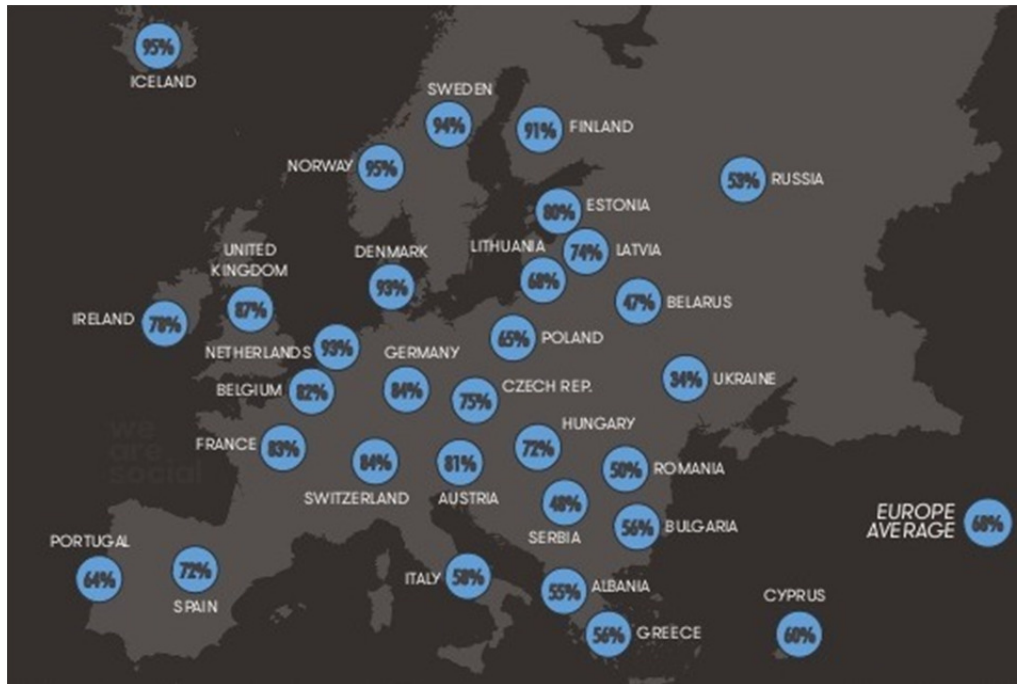 95%
ICELAND
SWEDEN
94%
91% FINLAND
NORWAY 95%
53% RUSSIA
80% ESTONIA
LITHUANIA
74% LATVIA
68%
UNITED
KINGDOM
87%
DENMARK
93%
47% BELARUS
IRELAND 78%
65% POLAND
NETHERLANDS 93%
GERMANY
84%
BELGIUM 82%
75% CZECH REP.
34% UKRAINE
HUNGARY
72%
FRANCE 83%
84%
SWITZERLAND
81%
AUSTRIA
50% ROMANIA
we
are
social
48%
SERBIA
56% BULGARIA
EUROPE
AVERAGE 68%
PORTUGAL
64%
72%
SPAIN
ITALY 58%
55% ALBANIA
56% GREECE
CYPRUS
60%